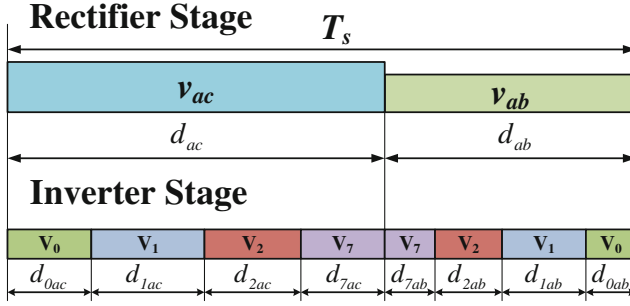 Rectifier Stage
T_s
v_ac v_ab
d_ac d_ab
Inverter Stage
V_0 V_1 V_2 V_7 V_7 V_2 V_1 V_0
d_0ac d_1ac d_2ac d_7ac d_7ab d_2ab d_1ab d_0ab